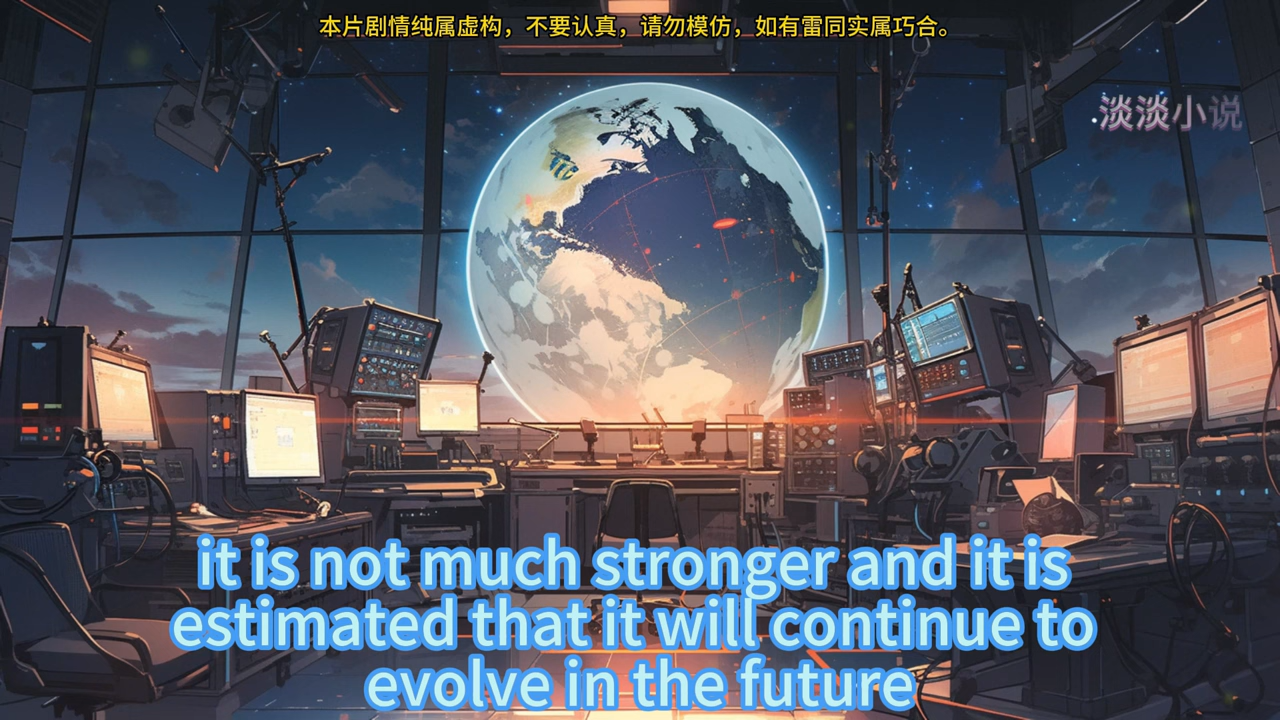 本片剧情纯属虚构，不要认真，请勿模仿，如有雷同实属巧合。
淡淡小说
it is not much stronger and it is
estimated that it will continue to
evolve in the future